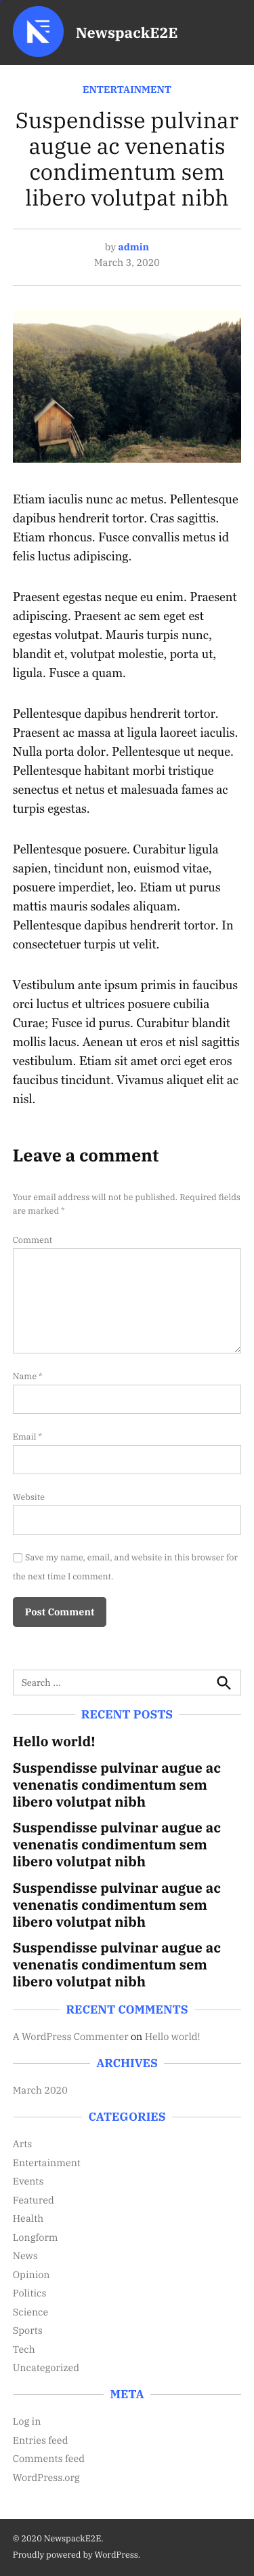 NewspackE2E
ENTERTAINMENT
Suspendisse pulvinar
augue ac venenatis
condimentum sem
libero volutpat nibh
by admin
March 3, 2020
Etiam iaculis nunc ac metus. Pellentesque
dapibus hendrerit tortor. Cras sagittis.
Etiam rhoncus. Fusce convallis metus id
felis luctus adipiscing.
Praesent egestas neque eu enim. Praesent
adipiscing. Praesent ac sem eget est
egestas volutpat. Mauris turpis nunc,
blandit et, volutpat molestie, porta ut,
ligula. Fusce a quam.
Pellentesque dapibus hendrerit tortor.
Praesent ac massa at ligula laoreet iaculis.
Nulla porta dolor. Pellentesque ut neque.
Pellentesque habitant morbi tristique
senectus et netus et malesuada fames ac
turpis egestas.
Pellentesque posuere. Curabitur ligula
sapien, tincidunt non, euismod vitae,
posuere imperdiet, leo. Etiam ut purus
mattis mauris sodales aliquam.
Pellentesque dapibus hendrerit tortor. In
consectetuer turpis ut velit.
Vestibulum ante ipsum primis in faucibus
orci luctus et ultrices posuere cubilia
Curae; Fusce id purus. Curabitur blandit
mollis lacus. Aenean ut eros et nisl sagittis
vestibulum. Etiam sit amet orci eget eros
faucibus tincidunt. Vivamus aliquet elit ac
nisl.
Leave a comment
Your email address will not be published. Required fields
are marked *
Comment
Name *
Email *
Website
Save my name, email, and website in this browser for
the next time I comment.
Post Comment
Search …
RECENT POSTS
Hello world!
Suspendisse pulvinar augue ac
venenatis condimentum sem
libero volutpat nibh
Suspendisse pulvinar augue ac
venenatis condimentum sem
libero volutpat nibh
Suspendisse pulvinar augue ac
venenatis condimentum sem
libero volutpat nibh
Suspendisse pulvinar augue ac
venenatis condimentum sem
libero volutpat nibh
RECENT COMMENTS
A WordPress Commenter on Hello world!
ARCHIVES
March 2020
CATEGORIES
Arts
Entertainment
Events
Featured
Health
Longform
News
Opinion
Politics
Science
Sports
Tech
Uncategorized
META
Log in
Entries feed
Comments feed
WordPress.org
© 2020 NewspackE2E.
Proudly powered by WordPress.